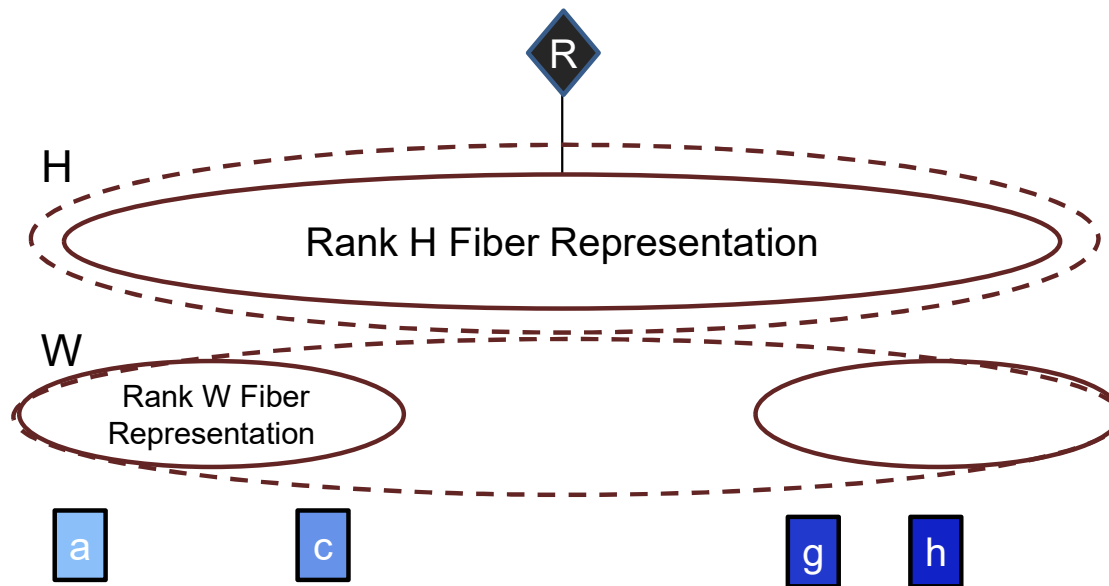 R
H
Rank H Fiber Representation
W
Rank W Fiber
Representation
a
c
g
h